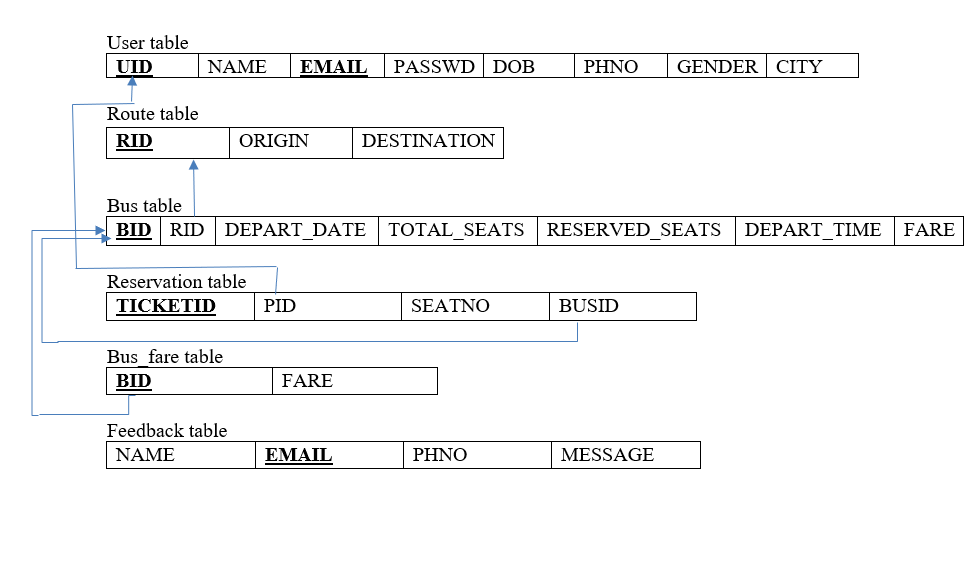 User table
UID NAME EMAIL PASSWD DOB PHNO GENDER CITY
Route table
RID ORIGIN DESTINATION
Bus table
BID RID DEPART_DATE TOTAL_SEATS RESERVED_SEATS DEPART_TIME FARE
Reservation table
TICKETID PID SEATNO BUSID
Bus_fare table
BID FARE
Feedback table
NAME EMAIL PHNO MESSAGE